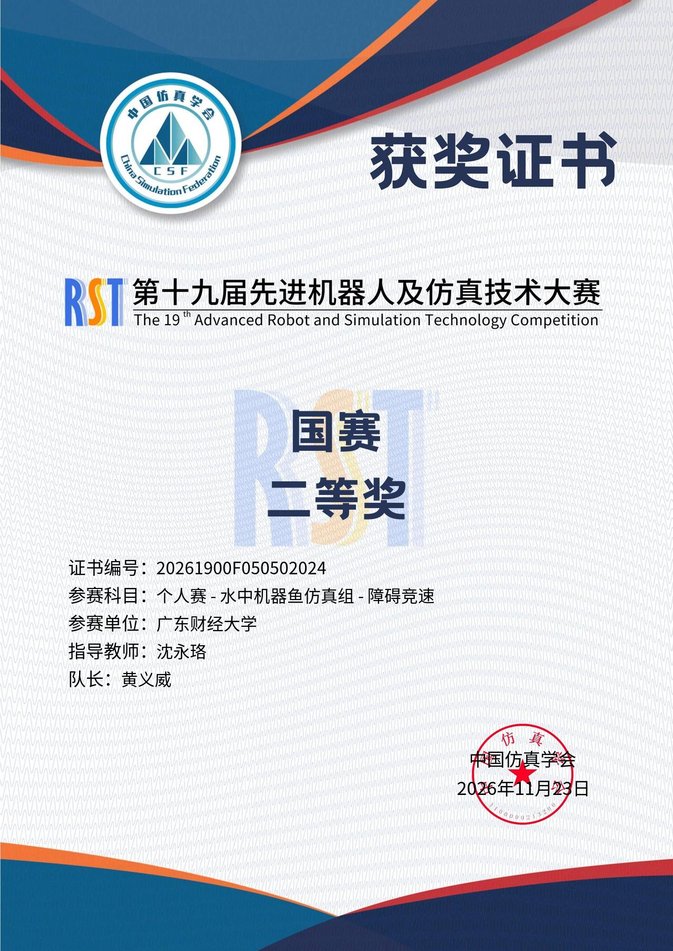 中国仿真学会
CSF
China Simulation Federation
获奖证书
RST 第十九届先进机器人及仿真技术大赛
The 19th Advanced Robot and Simulation Technology Competition
RST
国赛
二等奖
证书编号：20261900F050502024
参赛科目：个人赛 - 水中机器鱼仿真组 - 障碍竞速
参赛单位：广东财经大学
指导教师：沈永珞
队长：黄义威
中国仿真学会
2026年11月23日